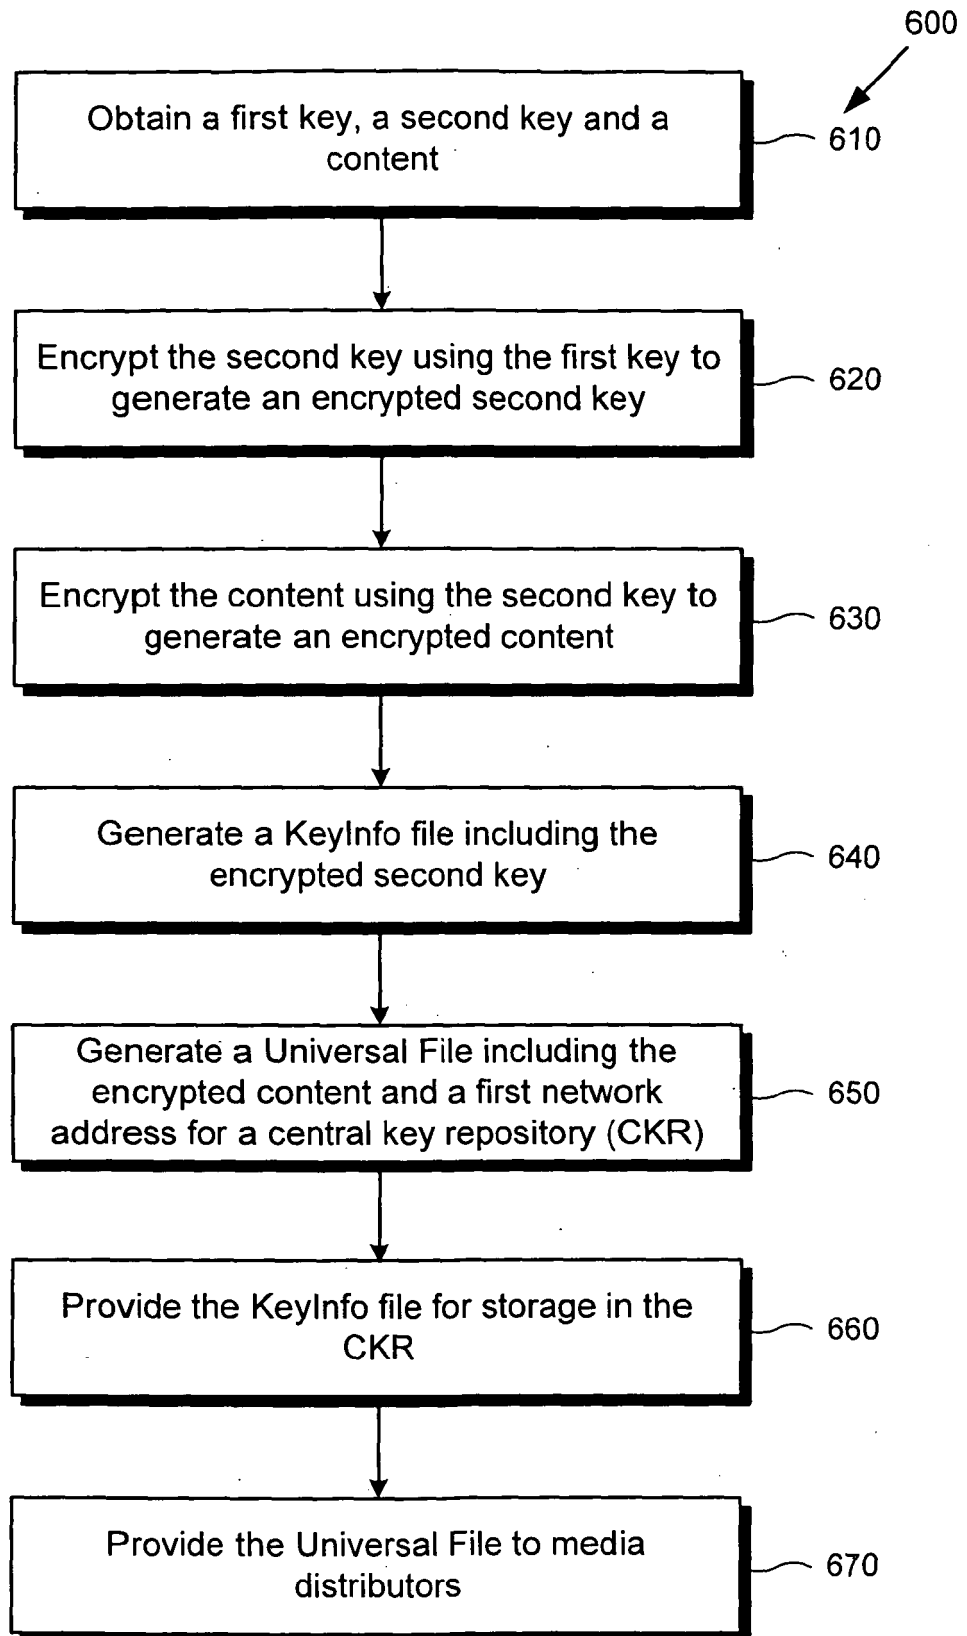 600
Obtain a first key, a second key and a
content
610
Encrypt the second key using the first key to
generate an encrypted second key
620
Encrypt the content using the second key to
generate an encrypted content
630
Generate a KeyInfo file including the
encrypted second key
640
Generate a Universal File including the
encrypted content and a first network
address for a central key repository (CKR)
650
Provide the KeyInfo file for storage in the
CKR
660
Provide the Universal File to media
distributors
670